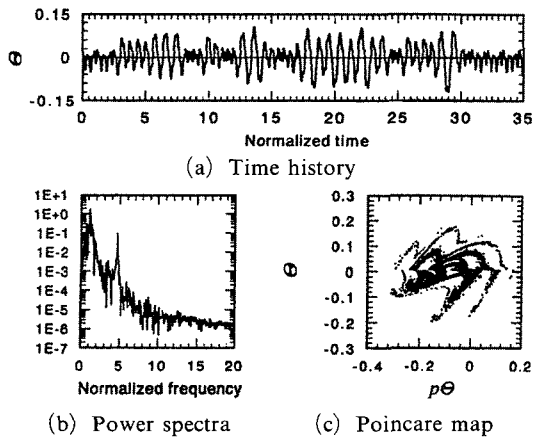 0.15
Θ
0
-0.15
0 5 10 15 20 25 30 35
Normalized time
(a) Time history
1E+1
1E+0
1E-1
1E-2
1E-3
1E-4
1E-5
1E-6
1E-7
0 5 10 15 20
Normalized frequency
(b) Power spectra
0.3
0.2
0.1
Θ
0
-0.1
-0.2
-0.3
-0.4 -0.2 0 0.2
pΘ
(c) Poincare map